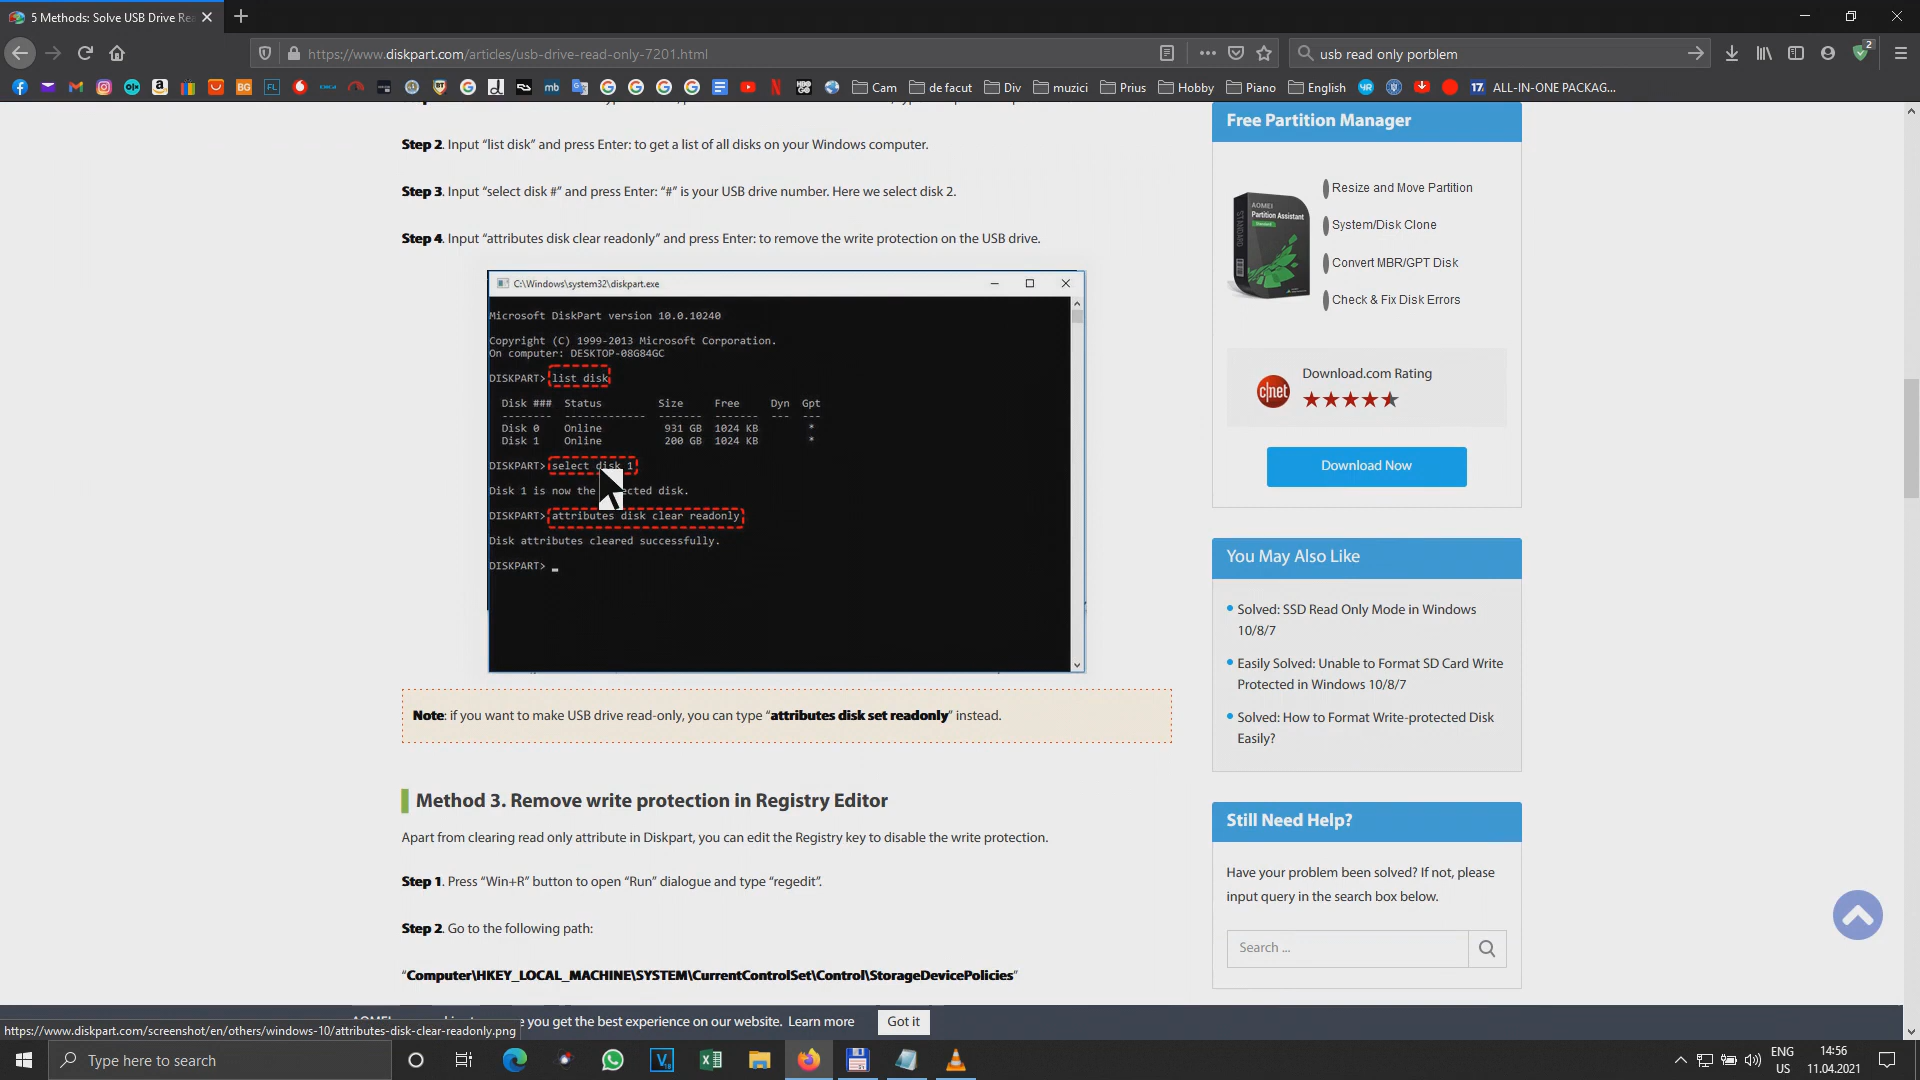 5 Methods: Solve USB Drive Rea
https://www.diskpart.com/articles/usb-drive-read-only-7201.html
usb read only porblem
2
Cam
de facut
Div
muzici
Prius
Hobby
Piano
English
ALL-IN-ONE PACKAG...
Step 2. Input “list disk” and press Enter: to get a list of all disks on your Windows computer.
Step 3. Input “select disk #” and press Enter: “#” is your USB drive number. Here we select disk 2.
Step 4. Input “attributes disk clear readonly” and press Enter: to remove the write protection on the USB drive.
C:\Windows\system32\diskpart.exe
Microsoft DiskPart version 10.0.10240
Copyright (C) 1999-2013 Microsoft Corporation.
On computer: DESKTOP-08G84GC
DISKPART> list disk
Disk ### Status Size Free Dyn Gpt
-------- ------------- ------- ------- --- ---
Disk 0 Online 931 GB 1024 KB *
Disk 1 Online 200 GB 1024 KB *
DISKPART> select disk 1
Disk 1 is now the ected disk.
DISKPART> attributes disk clear readonly
Disk attributes cleared successfully.
DISKPART> _
Note: if you want to make USB drive read-only, you can type “attributes disk set readonly” instead.
Method 3. Remove write protection in Registry Editor
Apart from clearing read only attribute in Diskpart, you can edit the Registry key to disable the write protection.
Step 1. Press “Win+R” button to open “Run” dialogue and type “regedit”.
Step 2. Go to the following path:
“Computer\HKEY_LOCAL_MACHINE\SYSTEM\CurrentControlSet\Control\StorageDevicePolicies”
Free Partition Manager
AOMEI
Partition Assistant
Standard
STANDARD
Resize and Move Partition
System/Disk Clone
Convert MBR/GPT Disk
Check & Fix Disk Errors
c|net
Download.com Rating
Download Now
You May Also Like
Solved: SSD Read Only Mode in Windows
10/8/7
Easily Solved: Unable to Format SD Card Write
Protected in Windows 10/8/7
Solved: How to Format Write-protected Disk
Easily?
Still Need Help?
Have your problem been solved? If not, please
input query in the search box below.
Search ...
you get the best experience on our website. Learn more
Got it
https://www.diskpart.com/screenshot/en/others/windows-10/attributes-disk-clear-readonly.png
Type here to search
ENG
US
14:56
11.04.2021